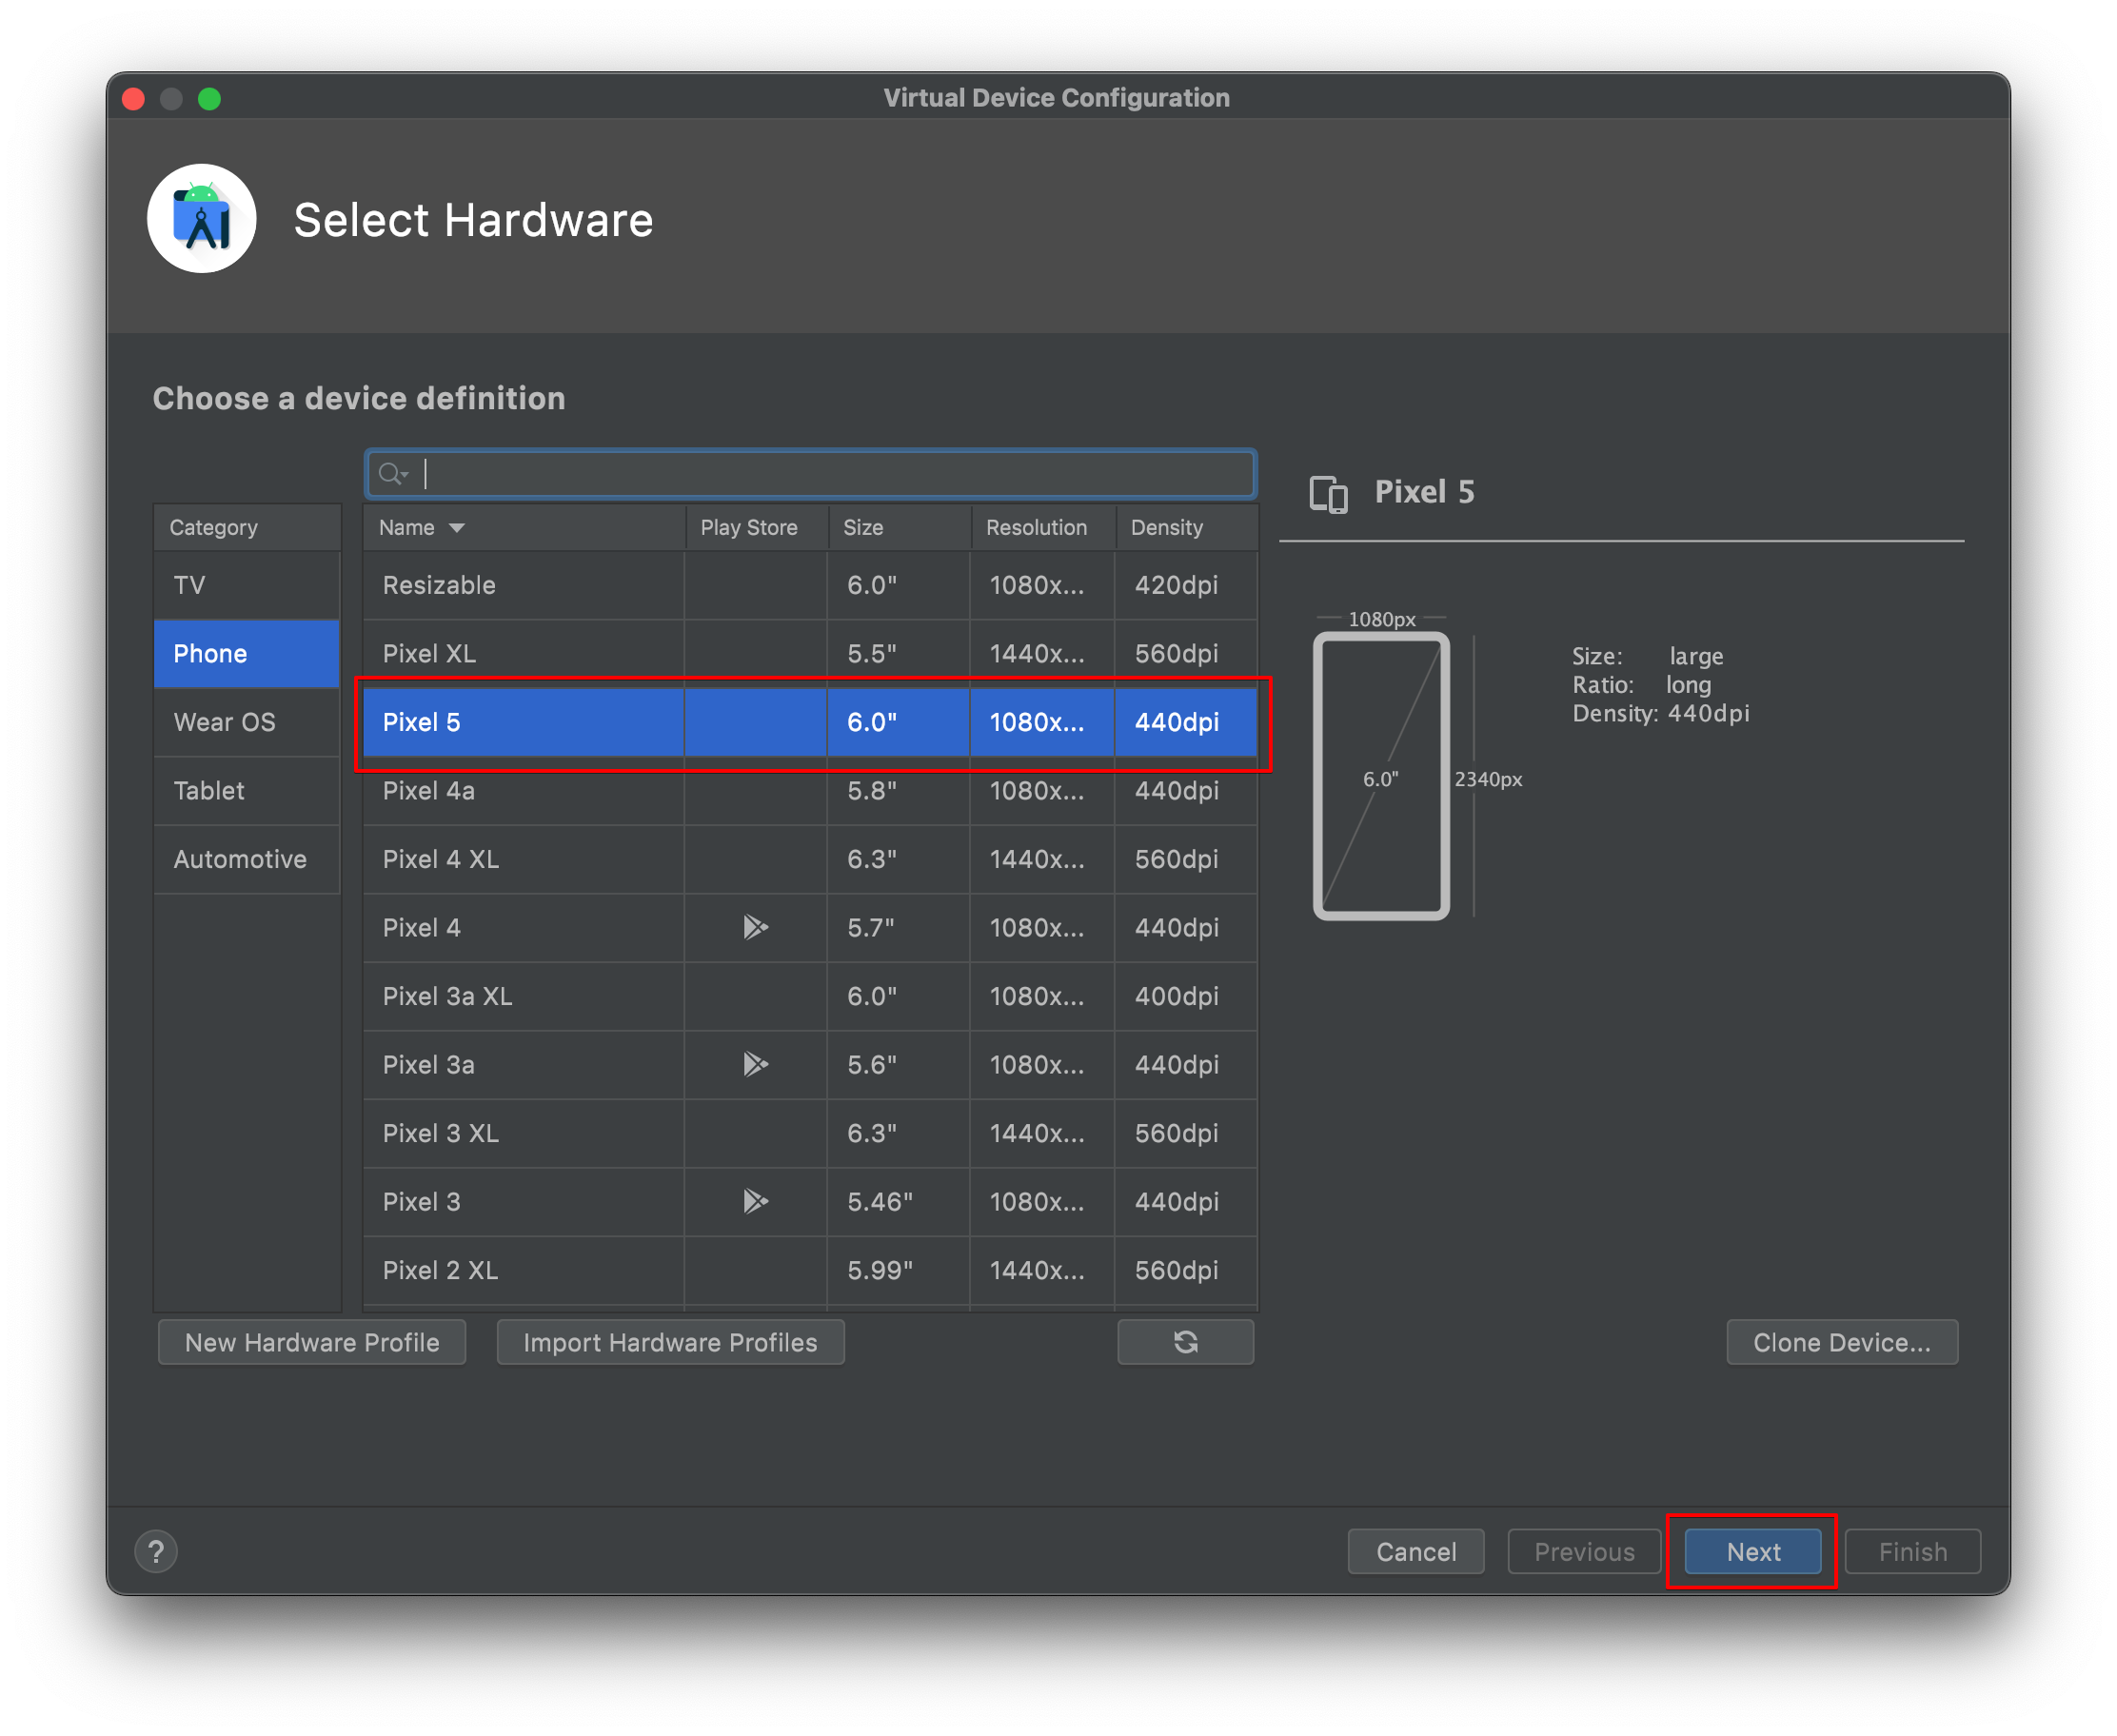 Virtual Device Configuration
Select Hardware
Choose a device definition
Category
TV
Phone
Wear OS
Tablet
Automotive
Name Play Store Size Resolution Density
Resizable 6.0" 1080x... 420dpi
Pixel XL 5.5" 1440x... 560dpi
Pixel 5 6.0" 1080x... 440dpi
Pixel 4a 5.8" 1080x... 440dpi
Pixel 4 XL 6.3" 1440x... 560dpi
Pixel 4 5.7" 1080x... 440dpi
Pixel 3a XL 6.0" 1080x... 400dpi
Pixel 3a 5.6" 1080x... 440dpi
Pixel 3 XL 6.3" 1440x... 560dpi
Pixel 3 5.46" 1080x... 440dpi
Pixel 2 XL 5.99" 1440x... 560dpi
Pixel 5
1080px
6.0"
2340px
Size: large
Ratio: long
Density: 440dpi
New Hardware Profile Import Hardware Profiles Clone Device...
? Cancel Previous Next Finish